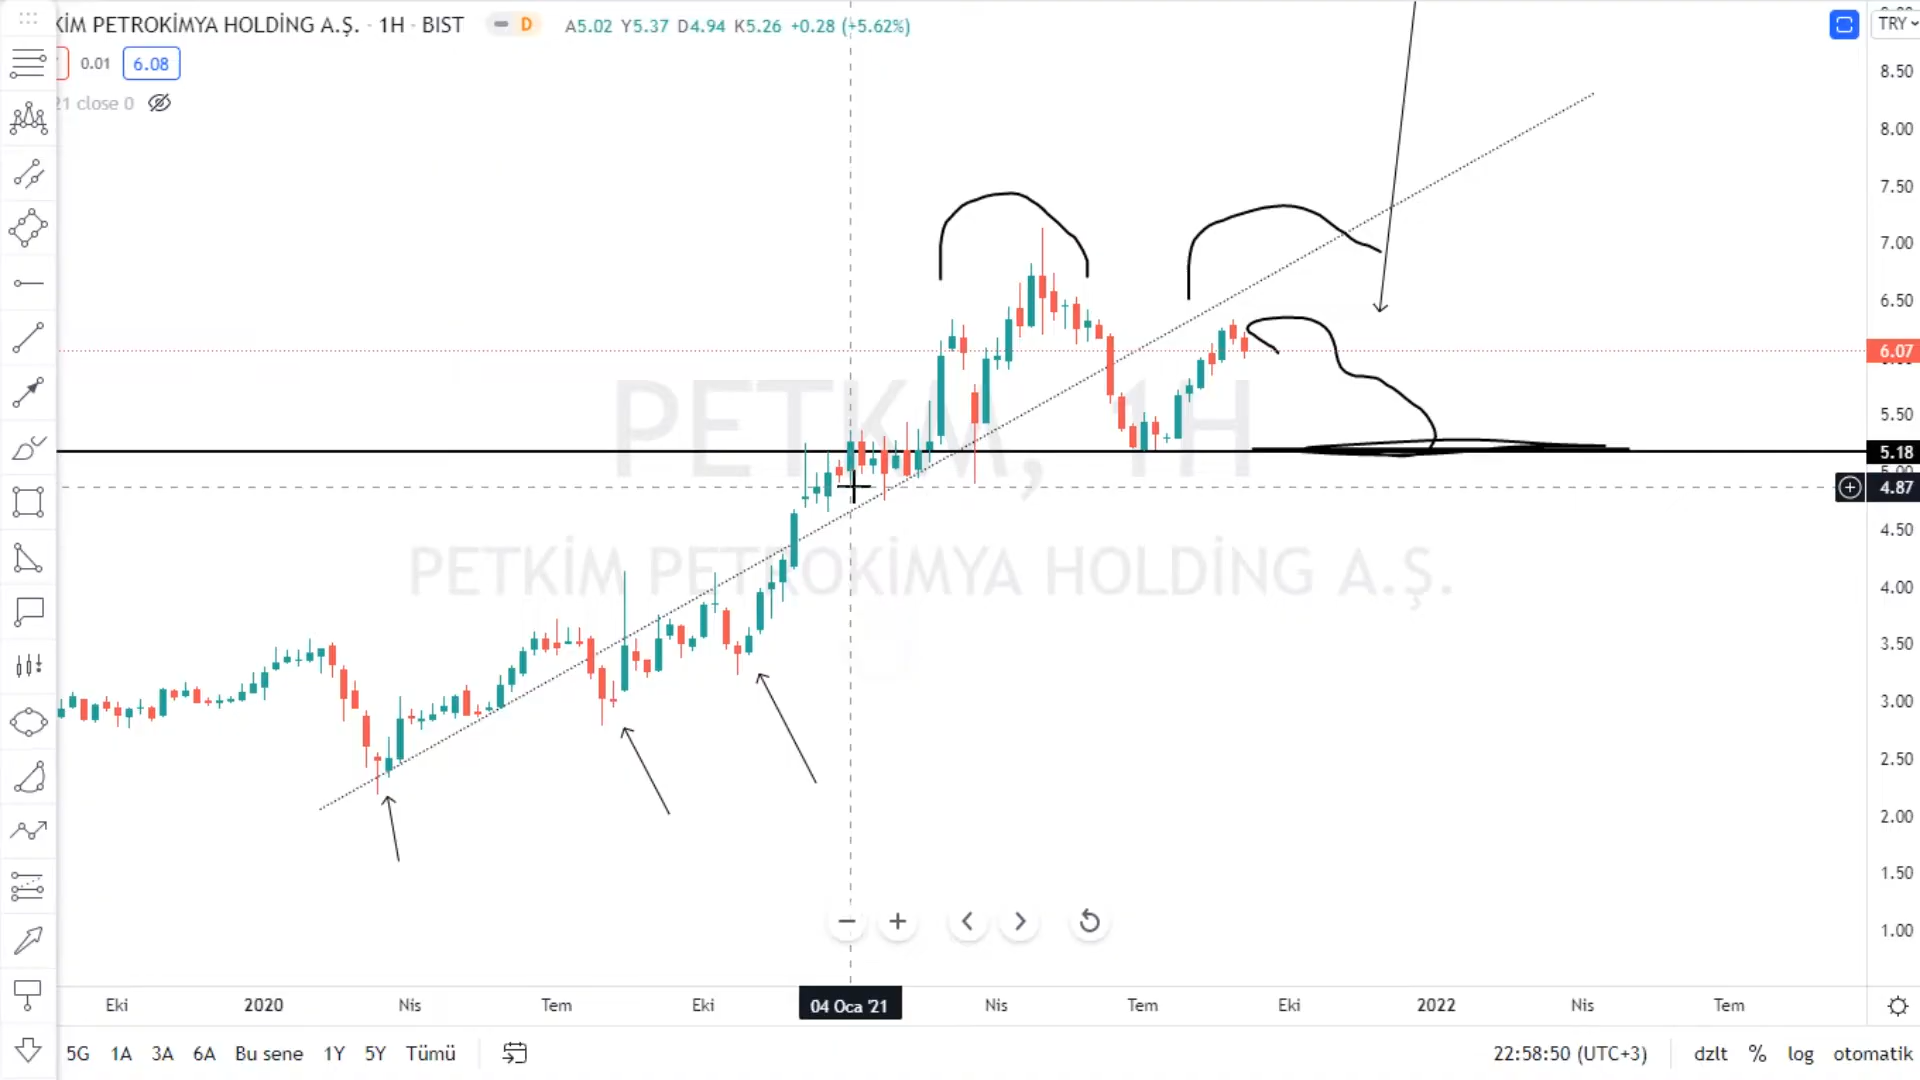 KİM PETROKİMYA HOLDİNG A.Ş. · 1H · BIST D A5.02 Y5.37 D4.94 K5.26 +0.28 (+5.62%)
TRY
0.01 6.08
21 close 0
8.50
8.00
7.50
7.00
6.50
6.07
5.50
5.18
5.00
4.87
4.50
4.00
3.50
3.00
2.50
2.00
1.50
1.00
PETKM, 1H
PETKİM PETROKİMYA HOLDİNG A.Ş.
Eki 2020 Nis Tem Eki 04 Oca '21 Nis Tem Eki 2022 Nis Tem
5G 1A 3A 6A Bu sene 1Y 5Y Tümü 22:58:50 (UTC+3) dzlt % log otomatik